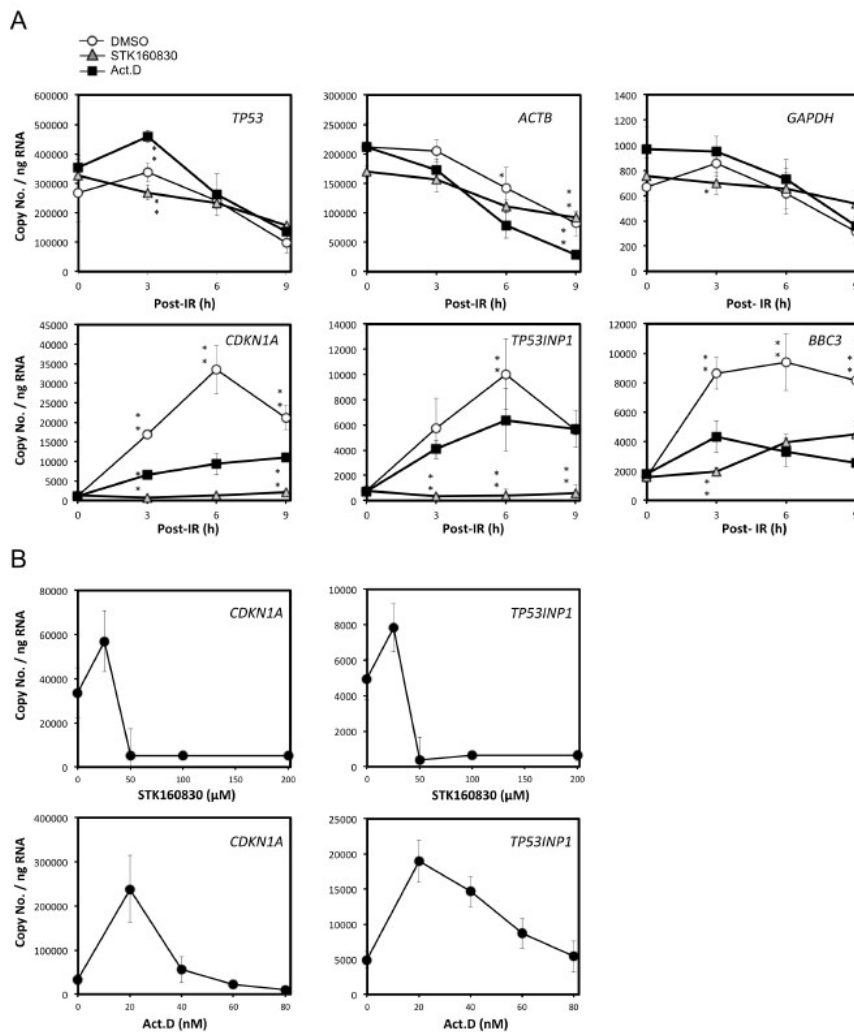 A
DMSO
STK160830
Act.D
Copy No. / ng RNA
600000
500000
400000
300000
200000
100000
0
TP53
* *
* *
0 3 6 9
Post-IR (h)
300000
250000
200000
150000
100000
50000
0
ACTB
*
* *
* *
0 3 6 9
Post-IR (h)
1400
1200
1000
800
600
400
200
0
GAPDH
*
*
0 3 6 9
Post- IR (h)
Copy No. / ng RNA
45000
40000
35000
30000
25000
20000
15000
10000
5000
0
CDKN1A
* *
* *
* *
* *
* *
0 3 6 9
Post-IR (h)
14000
12000
10000
8000
6000
4000
2000
0
TP53INP1
* *
* *
* *
* *
0 3 6 9
Post-IR (h)
12000
10000
8000
6000
4000
2000
0
BBC3
* *
* *
* *
* *
0 3 6 9
Post- IR (h)
B
Copy No. / ng RNA
80000
60000
40000
20000
0
CDKN1A
0 50 100 150 200
STK160830 (µM)
10000
8000
6000
4000
2000
0
TP53INP1
0 50 100 150 200
STK160830 (µM)
Copy No. / ng RNA
400000
300000
200000
100000
0
CDKN1A
0 20 40 60 80
Act.D (nM)
25000
20000
15000
10000
5000
0
TP53INP1
0 20 40 60 80
Act.D (nM)